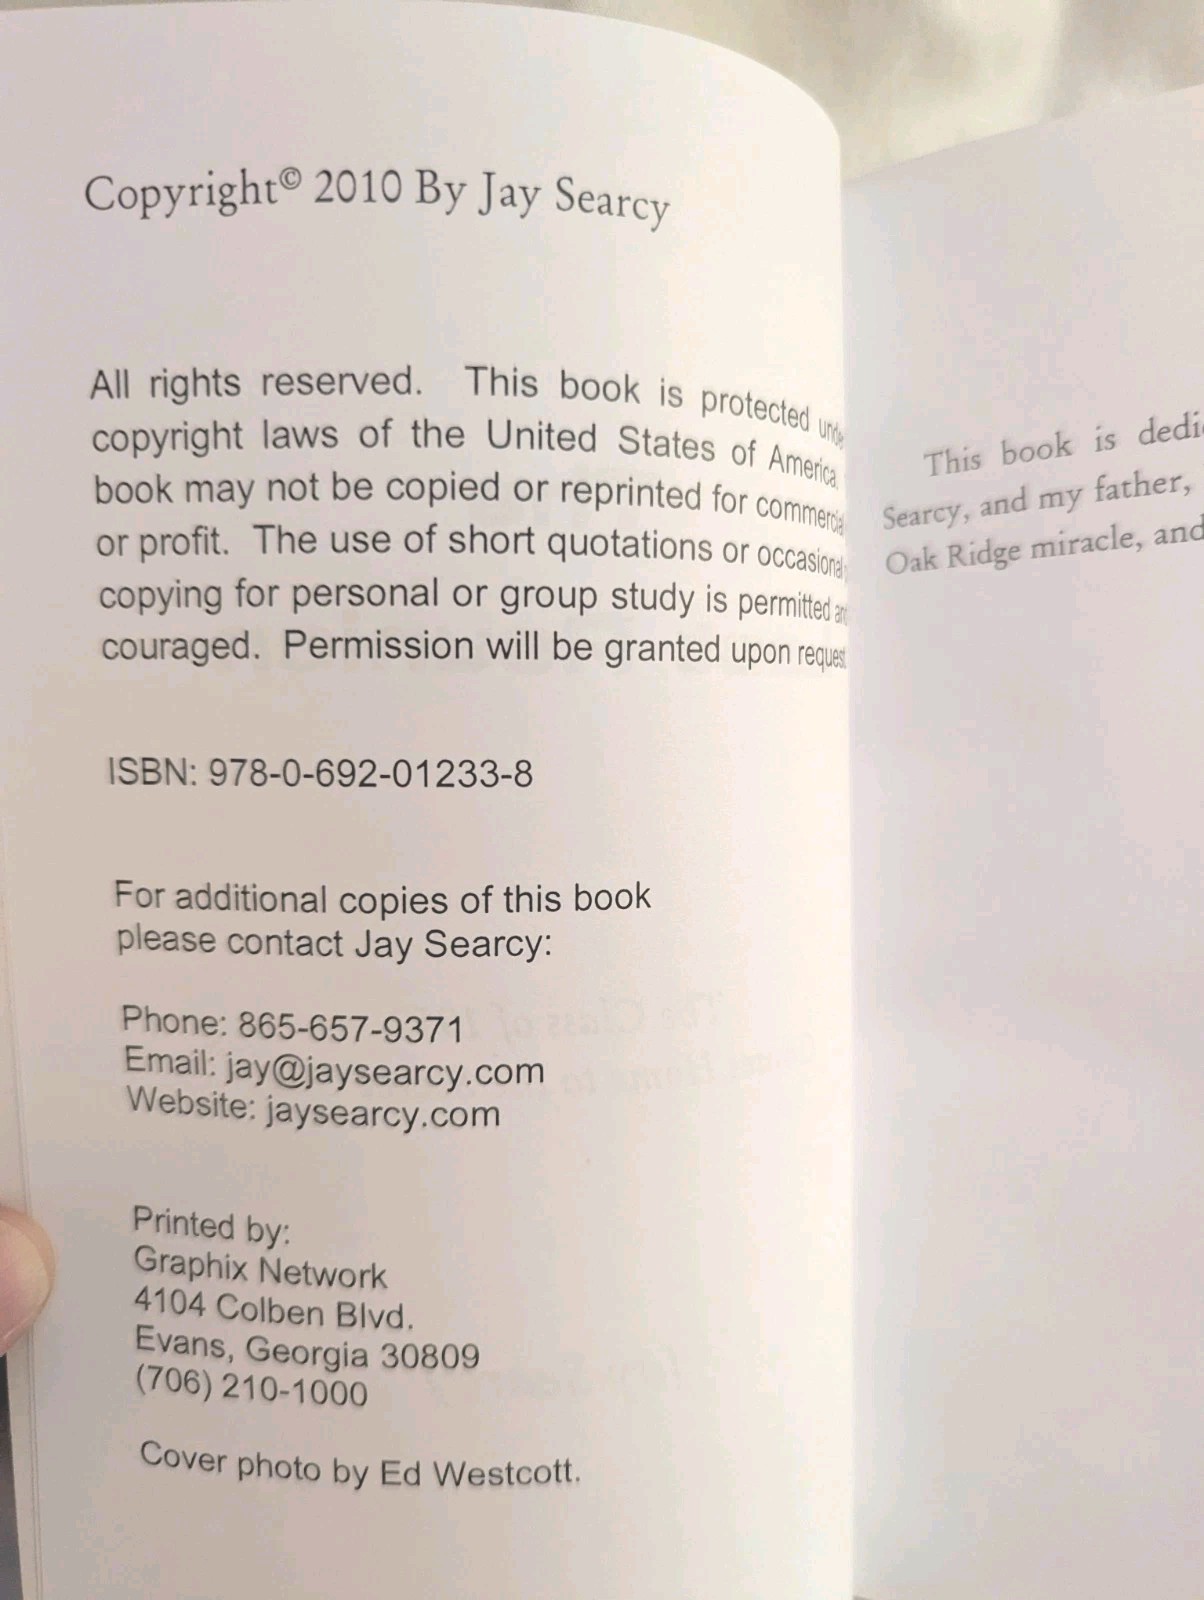 Copyright© 2010 By Jay Searcy
All rights reserved. This book is protected unde
copyright laws of the United States of America.
book may not be copied or reprinted for commercial
or profit. The use of short quotations or occasional
copying for personal or group study is permitted an
couraged. Permission will be granted upon request
ISBN: 978-0-692-01233-8
For additional copies of this book
please contact Jay Searcy:
Phone: 865-657-9371
Email: jay@jaysearcy.com
Website: jaysearcy.com
Printed by:
Graphix Network
4104 Colben Blvd.
Evans, Georgia 30809
(706) 210-1000
Cover photo by Ed Westcott.
This book is dedi
Searcy, and my father,
Oak Ridge miracle, and